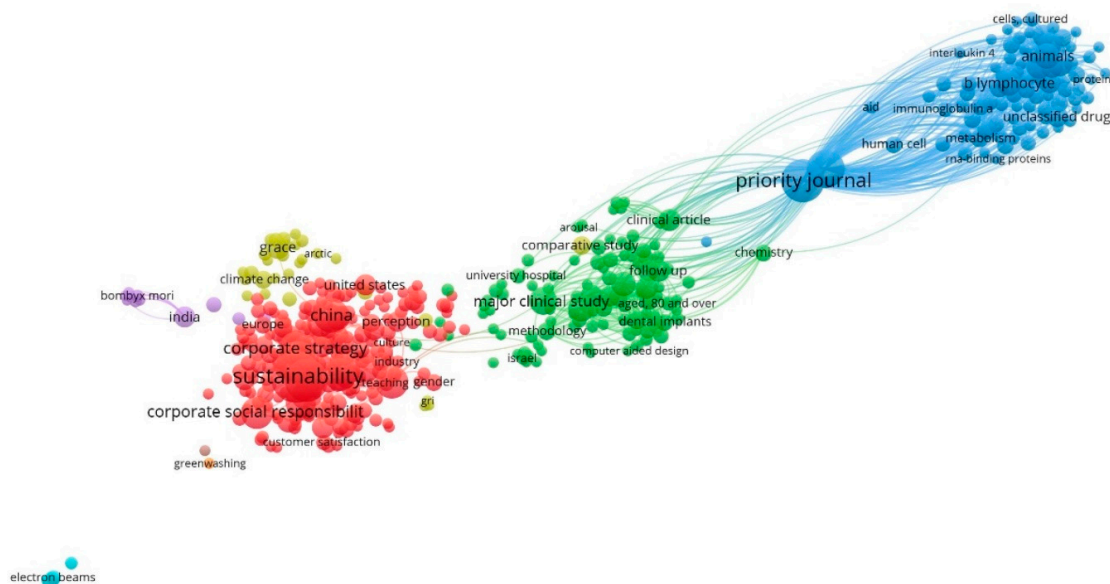 cells, cultured
interleukin 4
animals
b lymphocyte
protein
aid
immunoglobulin a
unclassified drug
human cell
metabolism
rna-binding proteins
priority journal
arousal
clinical article
comparative study
chemistry
university hospital
follow up
major clinical study
aged, 80 and over
methodology
dental implants
israel
computer aided design
grace
arctic
climate change
united states
bombyx mori
india
europe
china
perception
culture
corporate strategy
industry
sustainability
teaching
gender
gri
corporate social responsibilit
customer satisfaction
greenwashing
electron beams